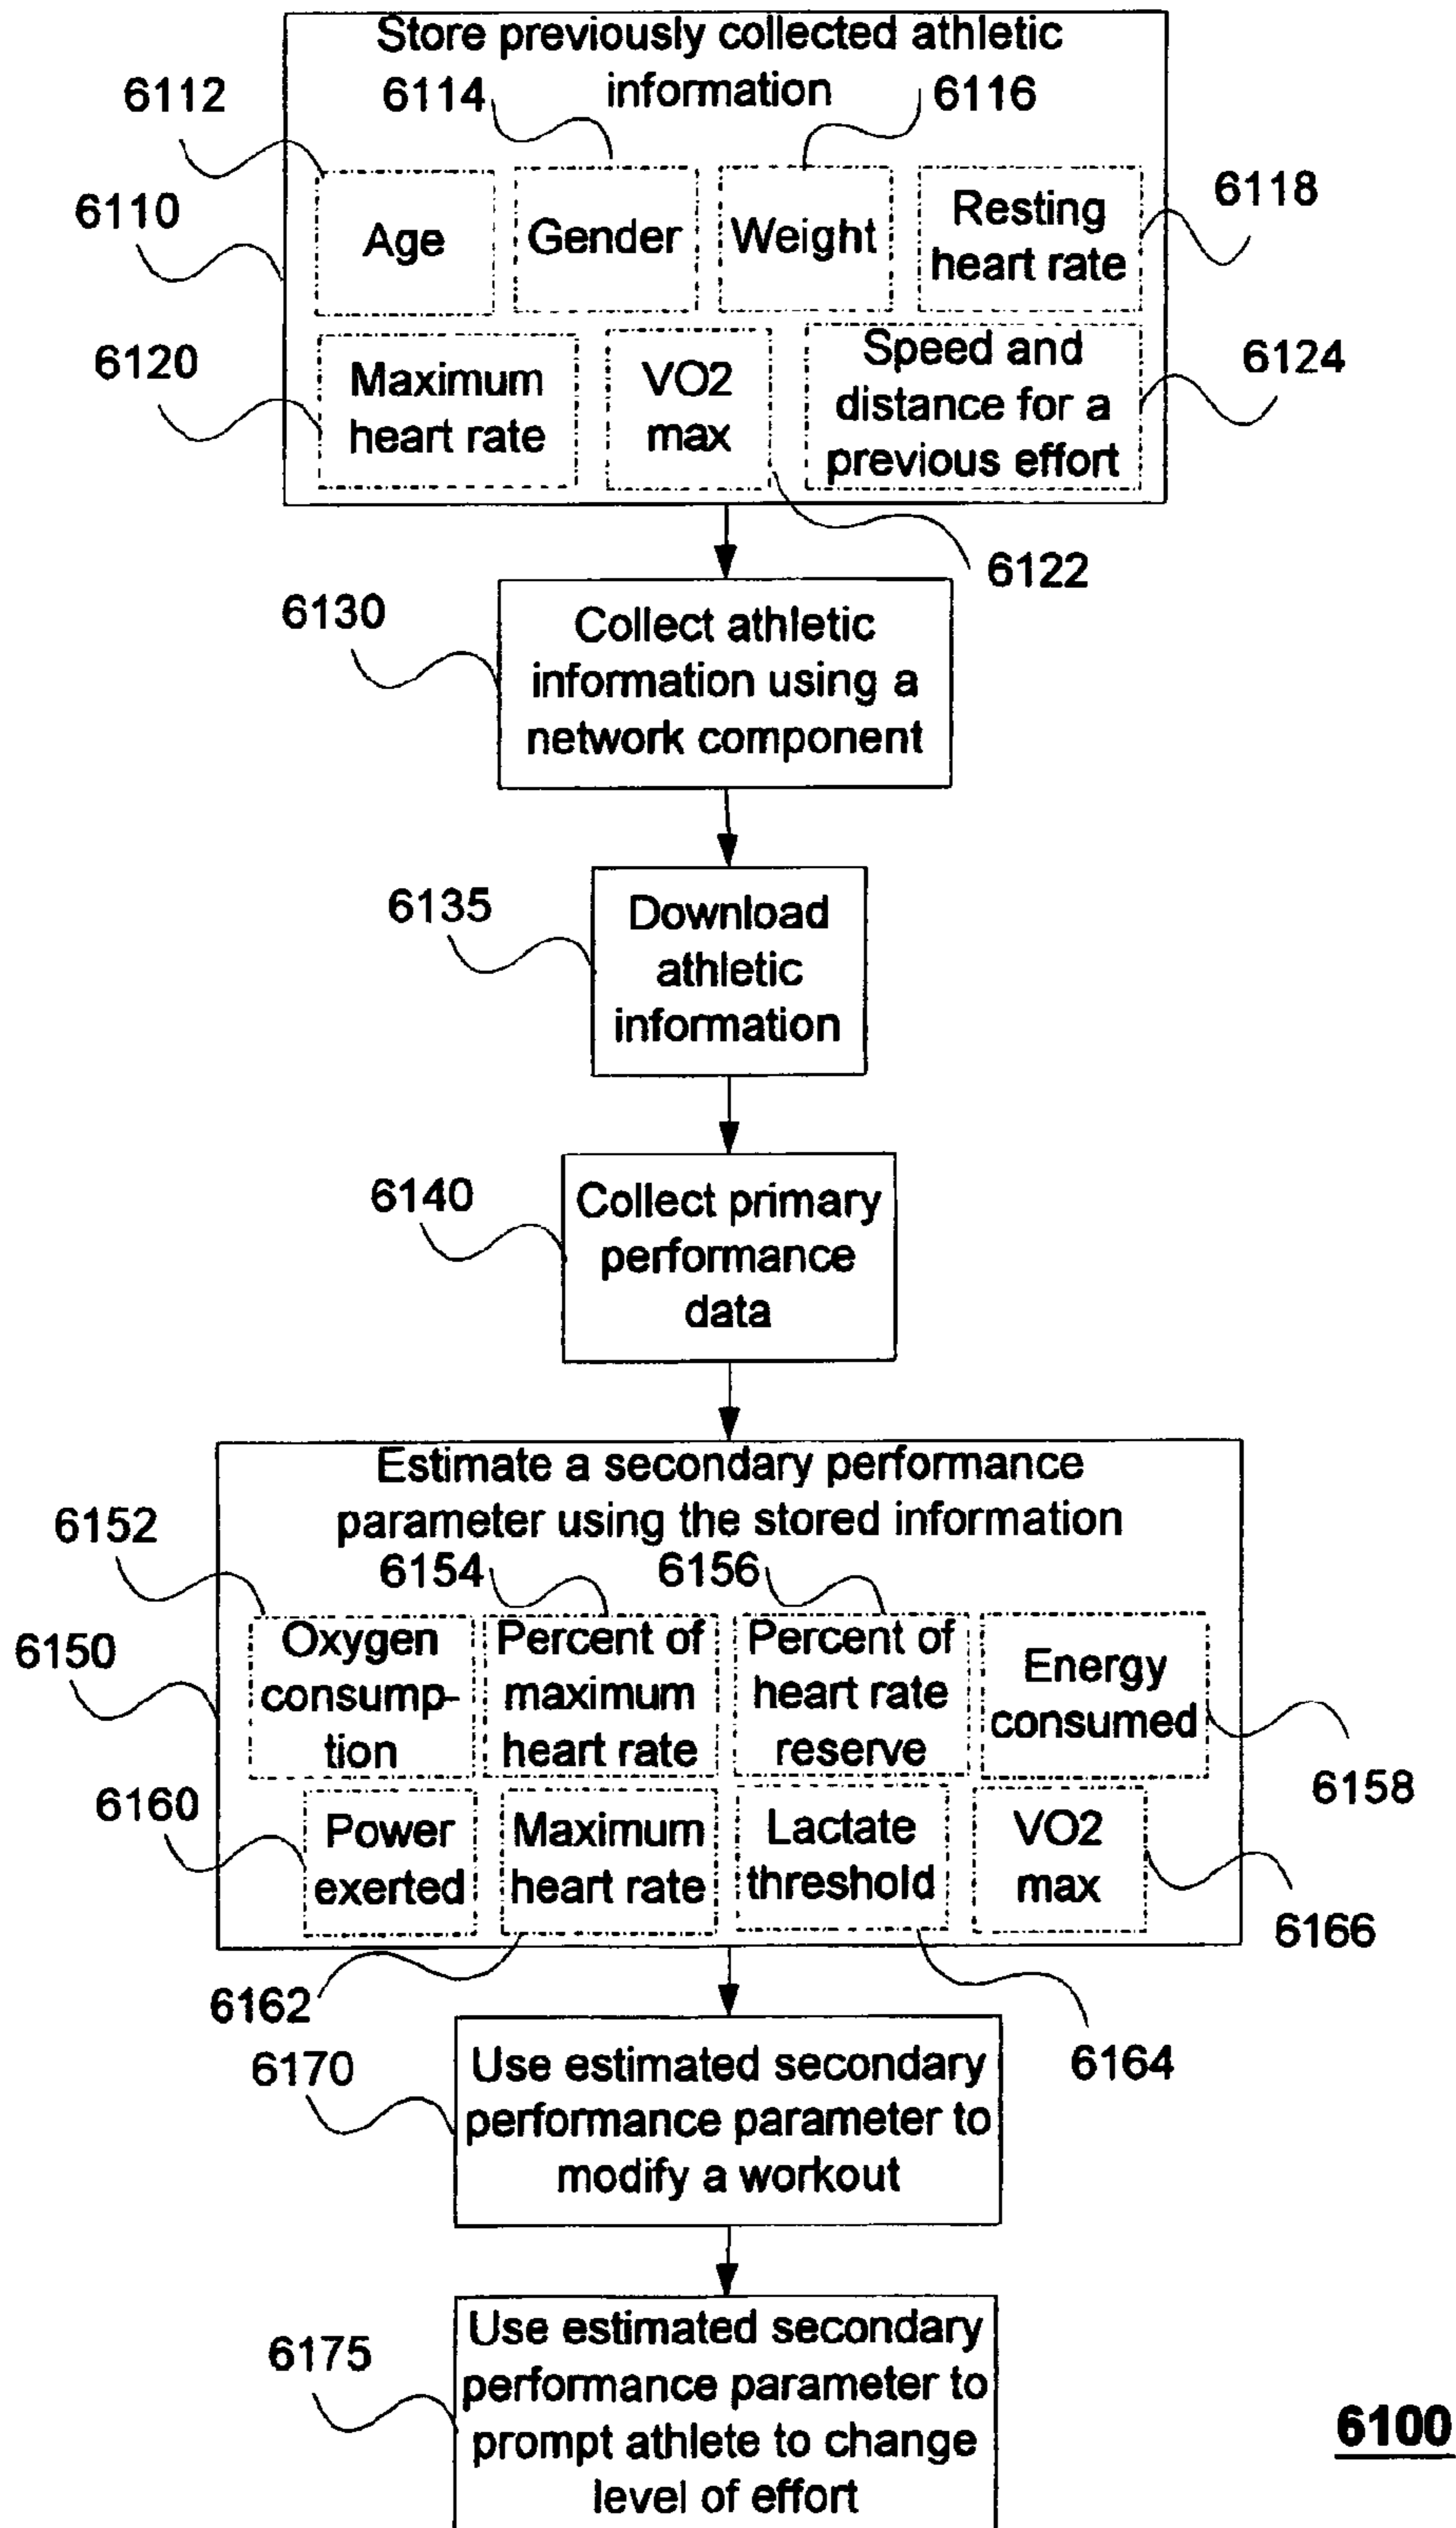 Store previously collected athletic
information
6112
6114
6116
6110
Age
Gender
Weight
Resting
heart rate
6118
6120
Maximum
heart rate
VO2
max
Speed and
distance for a
previous effort
6124
6122
6130
Collect athletic
information using a
network component
6135
Download
athletic
information
6140
Collect primary
performance
data
Estimate a secondary performance
parameter using the stored information
6152
6154
6156
6150
Oxygen
consump-
tion
Percent of
maximum
heart rate
Percent of
heart rate
reserve
Energy
consumed
6158
6160
Power
exerted
Maximum
heart rate
Lactate
threshold
VO2
max
6166
6162
6164
6170
Use estimated secondary
performance parameter to
modify a workout
6175
Use estimated secondary
performance parameter to
prompt athlete to change
level of effort
6100